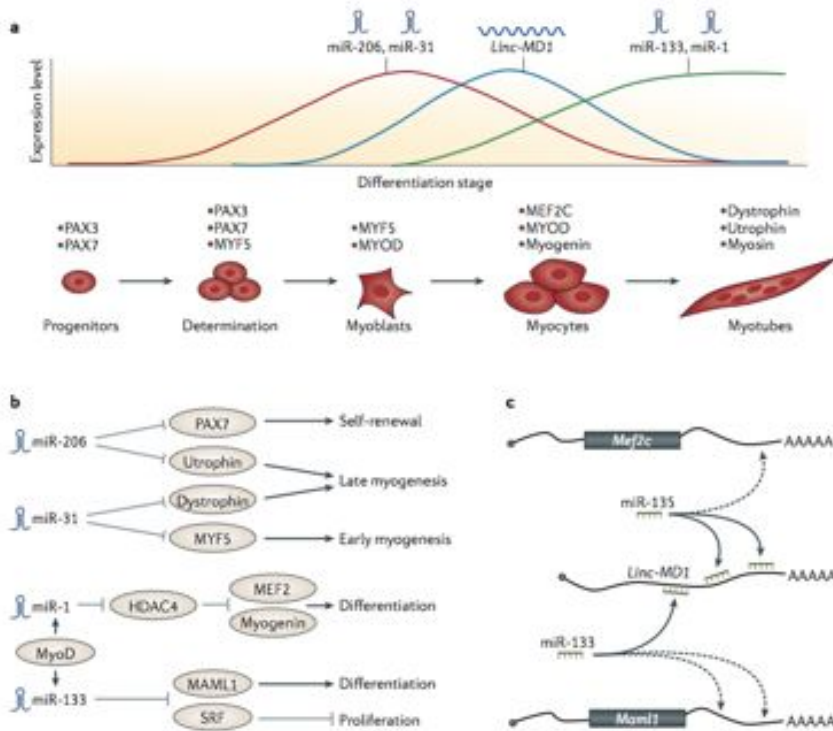 a
miR-206, miR-31
Linc-MD1
miR-133, miR-1
Expression level
Differentiation stage
•PAX3
•PAX7
•PAX3
•PAX7
•MYF5
•MYF5
•MYOD
•MEF2C
•MYOD
•Myogenin
•Dystrophin
•Utrophin
•Myosin
Progenitors
Determination
Myoblasts
Myocytes
Myotubes
b
miR-206
PAX7
Self-renewal
Utrophin
Late myogenesis
Dystrophin
miR-31
MYF5
Early myogenesis
miR-1
HDAC4
MEF2
Myogenin
Differentiation
MyoD
miR-133
MAML1
Differentiation
SRF
Proliferation
c
Mef2c
AAAAA
miR-135
Linc-MD1
AAAAA
miR-133
Maml1
AAAAA